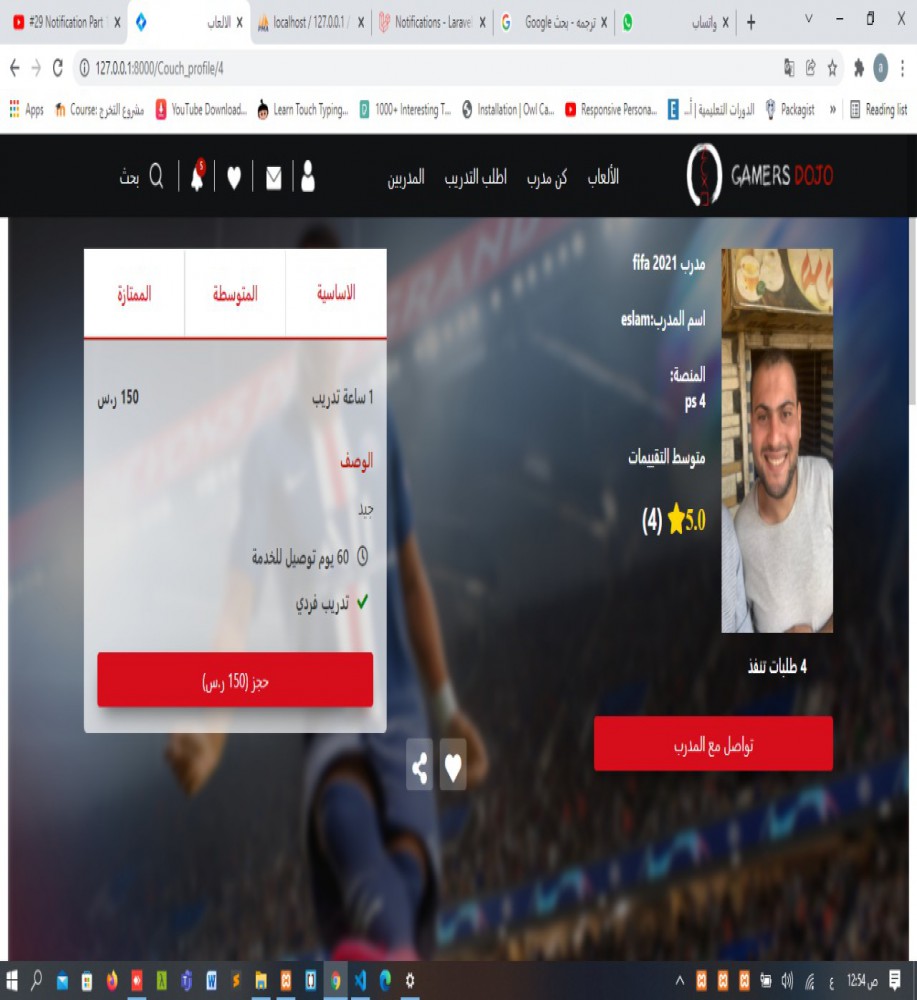 #29 Notification Part
الالعاب
localhost / 127.0.0.1 /
Notifications - Laravel
ترجمه - بحث Google
واتساب
127.0.0.1:8000/Couch_profile/4
a
Apps
Course: مشروع التخرج
YouTube Download...
Learn Touch Typing...
1000+ Interesting T...
Installation | Owl Ca...
Responsive Persona...
الدورات التعليمية | أ...
Packagist
»
Reading list
GAMERS DOJO
الألعاب
كن مدرب
اطلب التدريب
المدربين
5
بحث
مدرب fifa 2021
اسم المدرب:eslam
المنصة:
ps 4
متوسط التقييمات
5.0 (4)
4 طلبات تنفذ
تواصل مع المدرب
الاساسية
المتوسطة
الممتازة
1 ساعة تدريب
150 ر.س
الوصف
جيد
60 يوم توصيل للخدمة
تدريب فردي
حجز (150 ر.س)
ع
12:54 ص